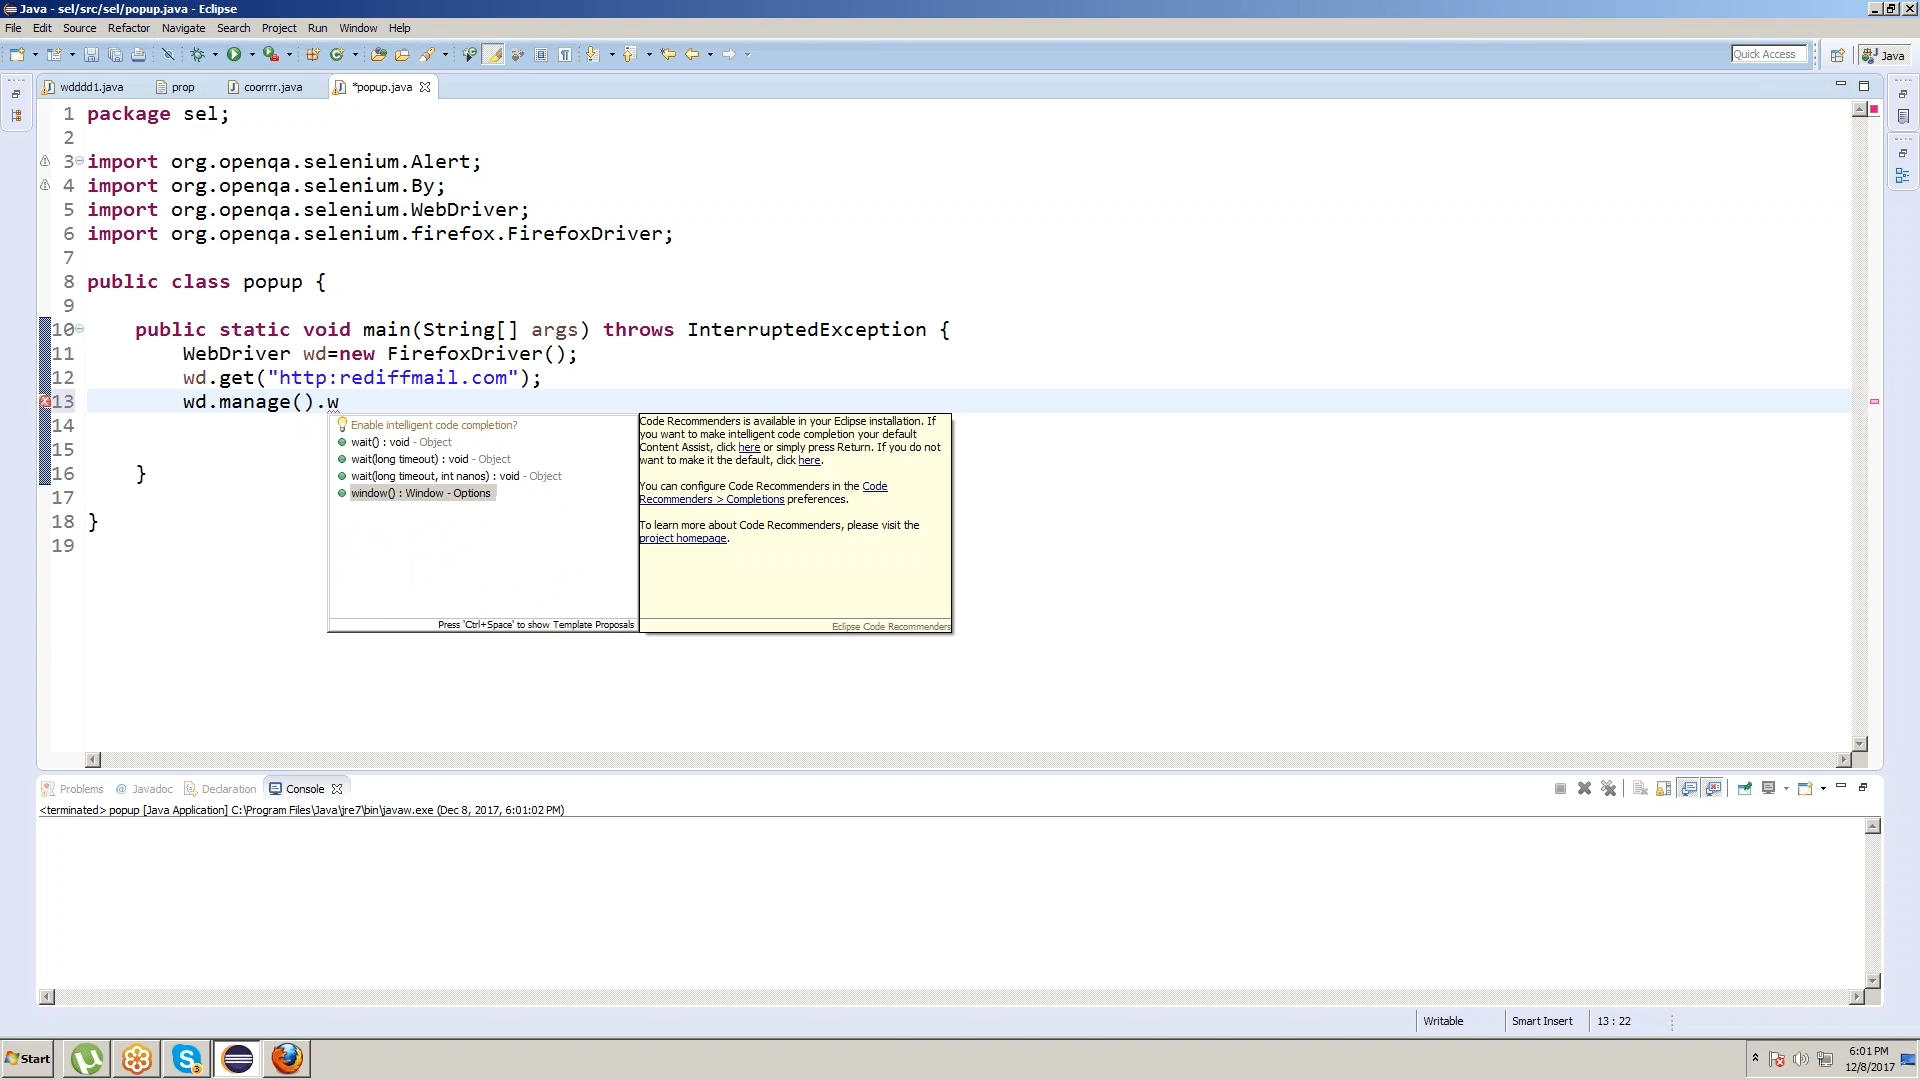 Java - sel/src/sel/popup.java - Eclipse
File Edit Source Refactor Navigate Search Project Run Window Help
Quick Access Java
wdddd1.java prop coorrrr.java *popup.java
1 package sel;
2
3 import org.openqa.selenium.Alert;
4 import org.openqa.selenium.By;
5 import org.openqa.selenium.WebDriver;
6 import org.openqa.selenium.firefox.FirefoxDriver;
7
8 public class popup {
9
10 public static void main(String[] args) throws InterruptedException {
11 WebDriver wd=new FirefoxDriver();
12 wd.get("http:rediffmail.com");
13 wd.manage().w
14
15
16 }
17
18 }
19
Enable intelligent code completion?
wait() : void - Object
wait(long timeout) : void - Object
wait(long timeout, int nanos) : void - Object
window() : Window - Options
Press 'Ctrl+Space' to show Template Proposals
Code Recommenders is available in your Eclipse installation. If
you want to make intelligent code completion your default
Content Assist, click here or simply press Return. If you do not
want to make it the default, click here.
You can configure Code Recommenders in the Code
Recommenders > Completions preferences.
To learn more about Code Recommenders, please visit the
project homepage.
Eclipse Code Recommenders
Problems @ Javadoc Declaration Console
<terminated> popup [Java Application] C:\Program Files\Java\jre7\bin\javaw.exe (Dec 8, 2017, 6:01:02 PM)
Writable Smart Insert 13 : 22
Start
3
6:01 PM
12/8/2017